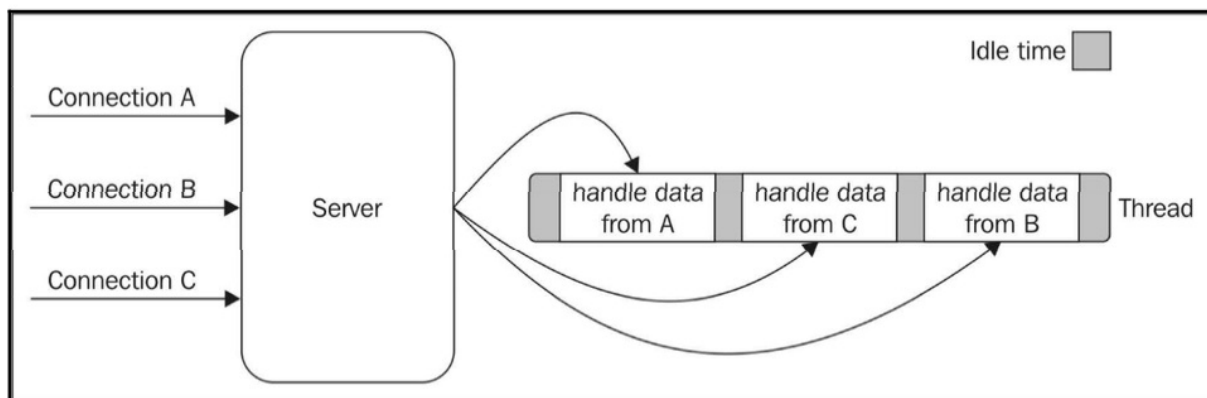 Idle time
Connection A
Connection B
Connection C
Server
handle data
from A
handle data
from C
handle data
from B
Thread